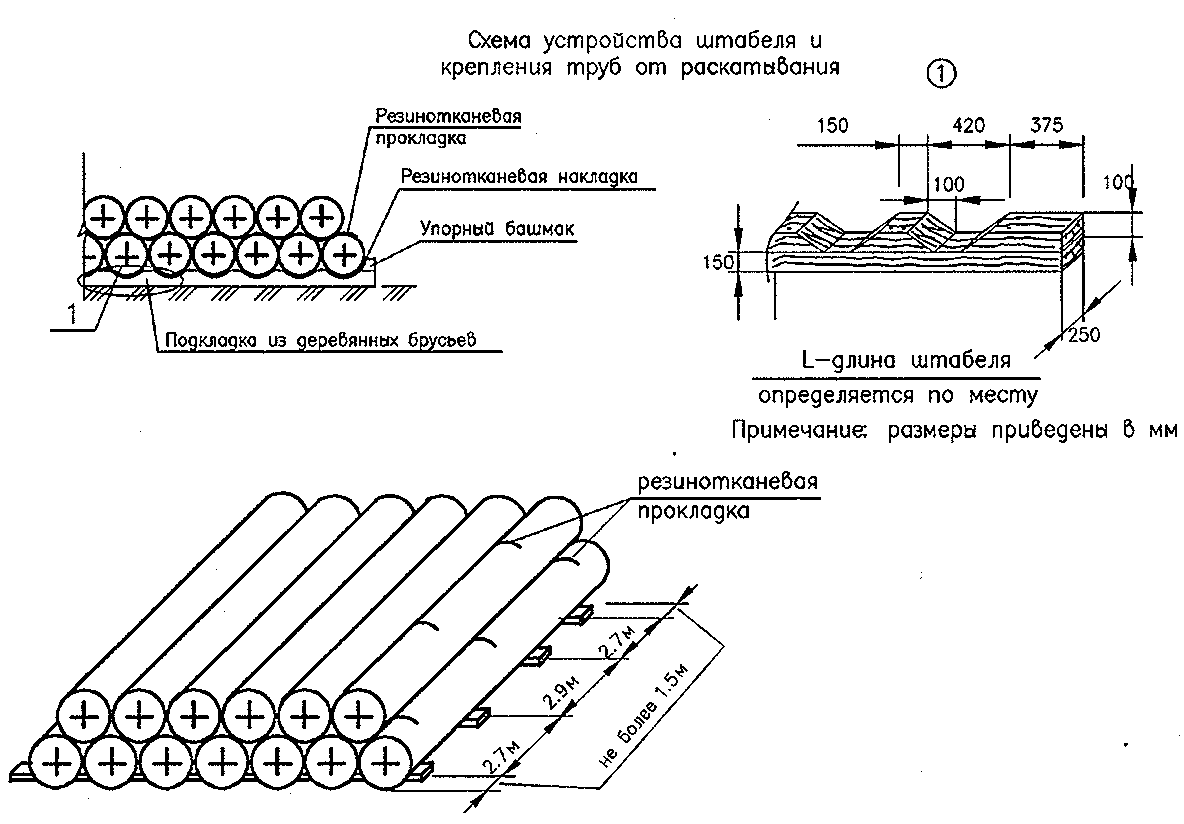 Схема устройства штабеля и
крепления труб от раскатывания
1
Резинотканевая
прокладка
Резинотканевая накладка
Упорный башмак
1
Подкладка из деревянных брусьев
150
420
375
100
100
150
250
L–длина штабеля
определяется по месту
Примечание: размеры приведены в мм
резинотканевая
прокладка
2.7м
2.9м
2.7м
не более 1.5м